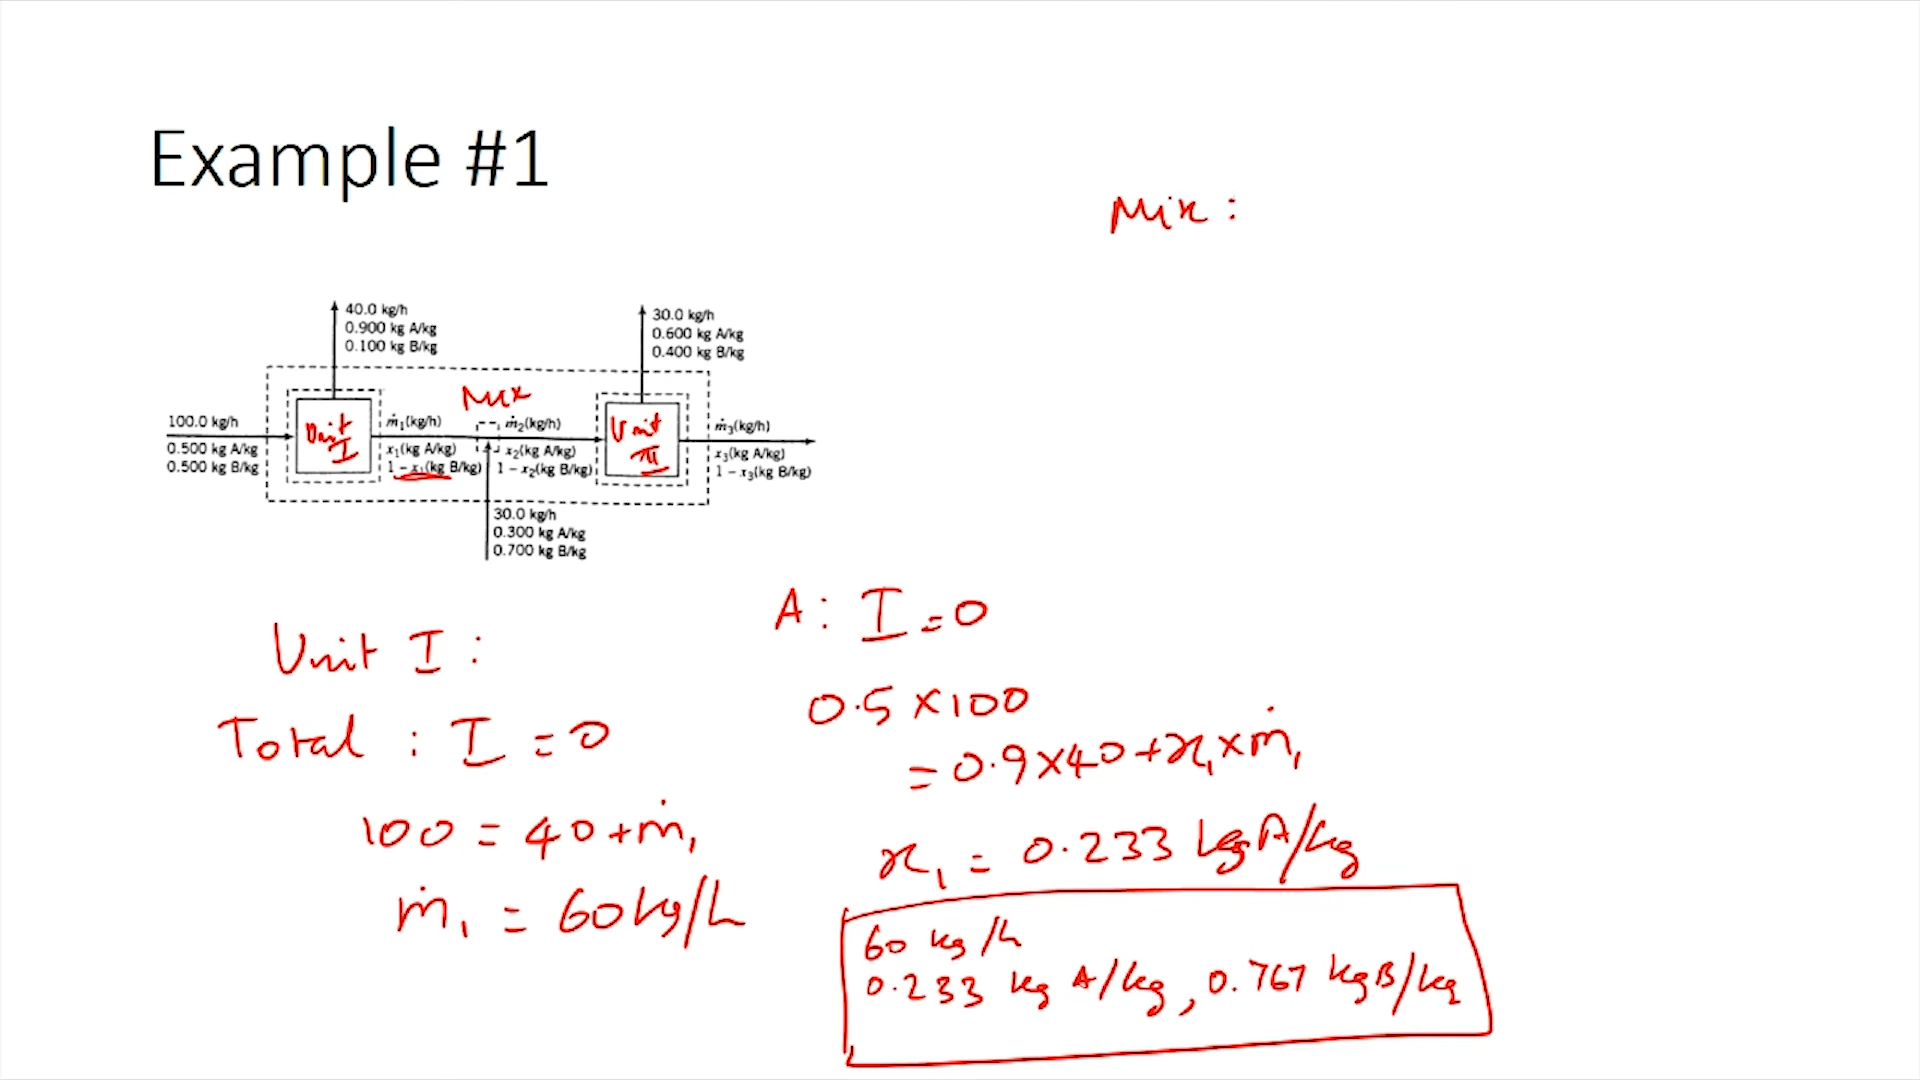 Example #1
Mix :
40.0 kg/h
0.900 kg A/kg
0.100 kg B/kg
30.0 kg/h
0.600 kg A/kg
0.400 kg B/kg
Mix
100.0 kg/h
0.500 kg A/kg
0.500 kg B/kg
Unit
I
ṁ1(kg/h)
x1(kg A/kg)
1 – x1(kg B/kg)
ṁ2(kg/h)
x2(kg A/kg)
1 – x2(kg B/kg)
Unit
II
ṁ3(kg/h)
x3(kg A/kg)
1 – x3(kg B/kg)
30.0 kg/h
0.300 kg A/kg
0.700 kg B/kg
Unit I :
Total : I = 0
100 = 40 + ṁ1
ṁ1 = 60 kg/h
A : I = 0
0.5 × 100
= 0.9 × 40 + x1 × ṁ1
x1 = 0.233 kg A/kg
60 kg/h
0.233 kg A/kg, 0.767 kg B/kg